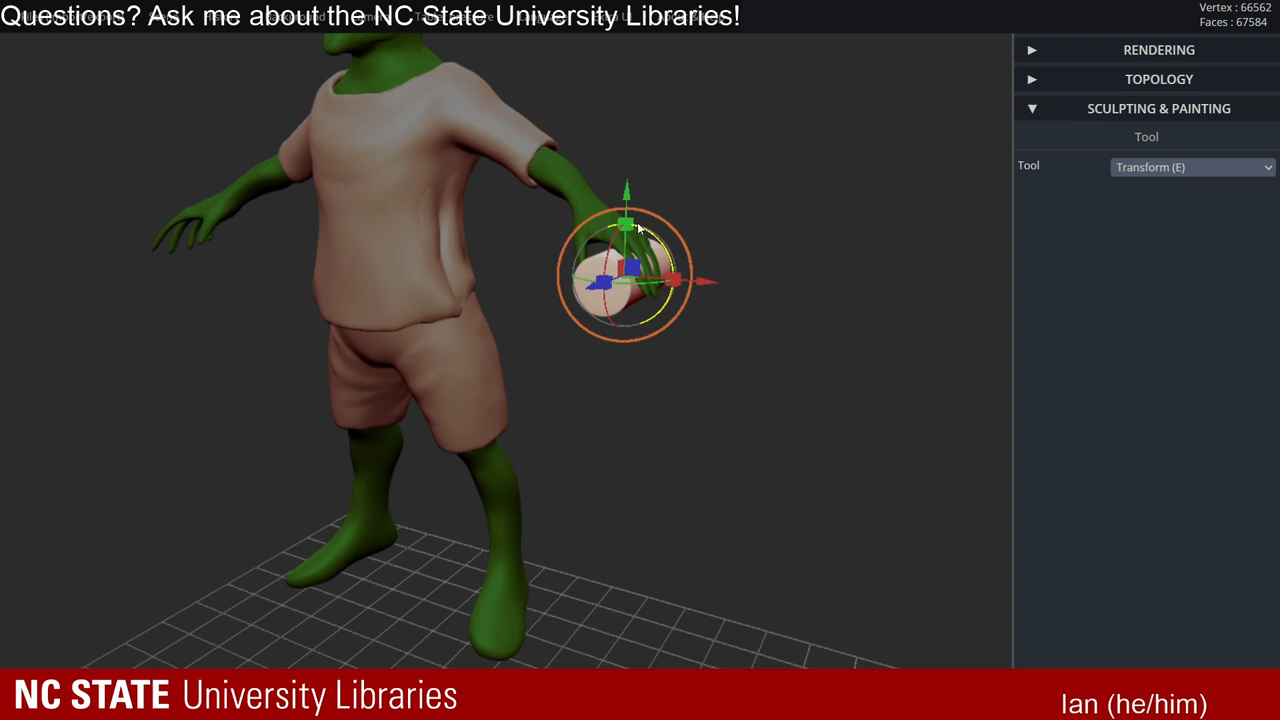 Questions? Ask me about the NC State University Libraries!
Vertex : 66562
Faces : 67584
RENDERING
TOPOLOGY
SCULPTING & PAINTING
Tool
Tool
Transform (E)
NC STATE University Libraries
Ian (he/him)